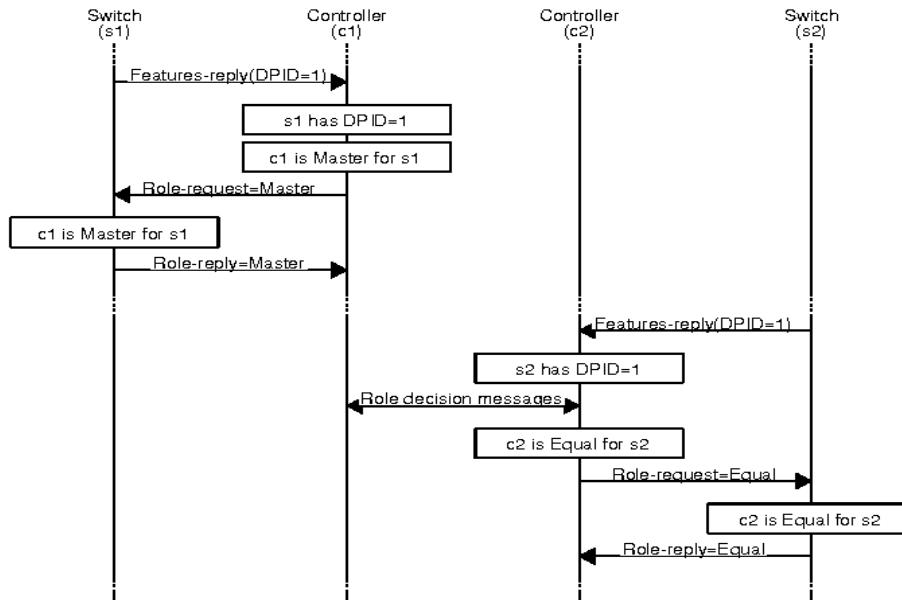 Switch
(s1)
Controller
(c1)
Controller
(c2)
Switch
(s2)
Features-reply(DPID=1)
s1 has DPID=1
c1 is Master for s1
Role-request=Master
c1 is Master for s1
Role-reply=Master
Features-reply(DPID=1)
s2 has DPID=1
Role decision messages
c2 is Equal for s2
Role-request=Equal
c2 is Equal for s2
Role-reply=Equal